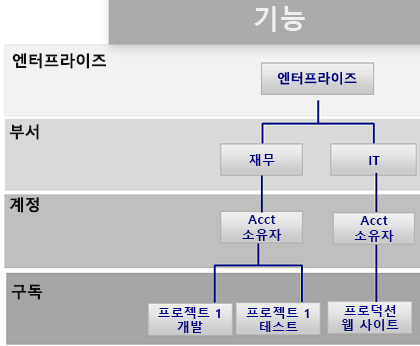 기능
엔터프라이즈
엔터프라이즈
부서
재무
IT
계정
Acct
소유자
Acct
소유자
구독
프로젝트 1
개발
프로젝트 1
테스트
프로덕션
웹 사이트